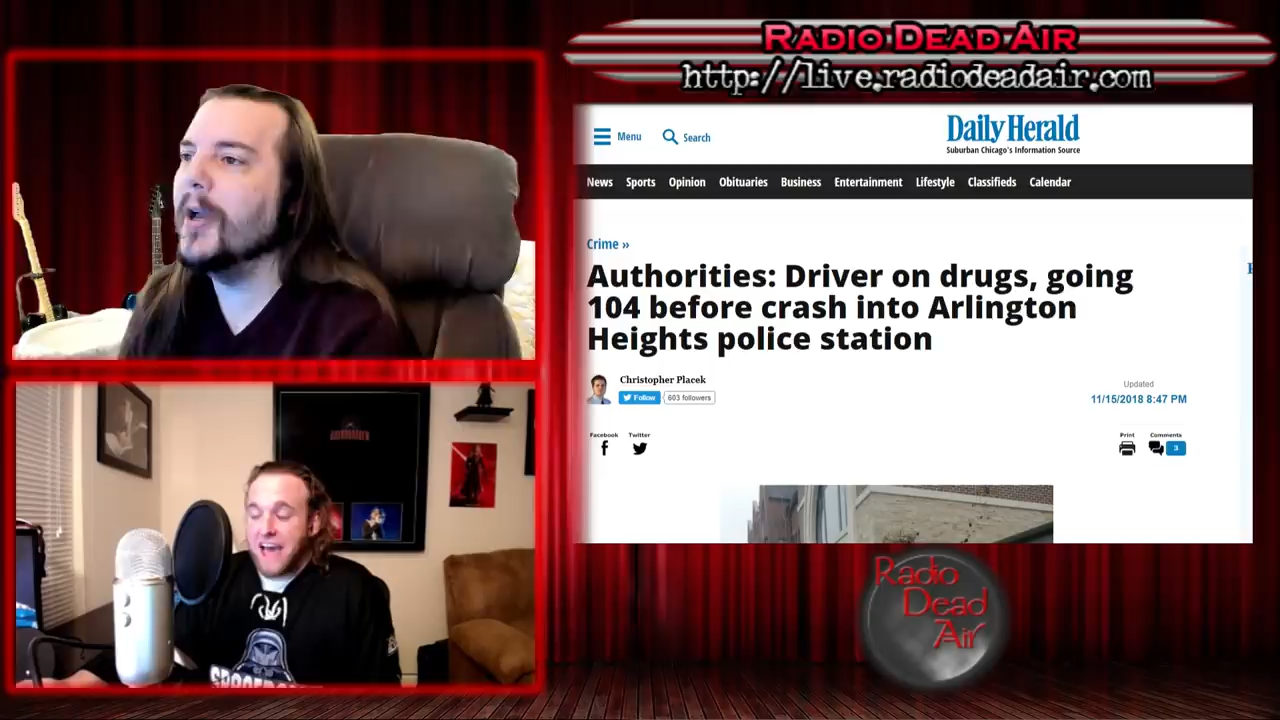 Radio Dead Air
http://live.radiodeadair.com
Menu
Search
Daily Herald
Suburban Chicago's Information Source
News Sports Opinion Obituaries Business Entertainment Lifestyle Classifieds Calendar
Crime »
Authorities: Driver on drugs, going
104 before crash into Arlington
Heights police station
Christopher Placek
Follow
603 followers
Updated
11/15/2018 8:47 PM
Facebook
Twitter
Print
Comments
3
Radio
Dead
Air